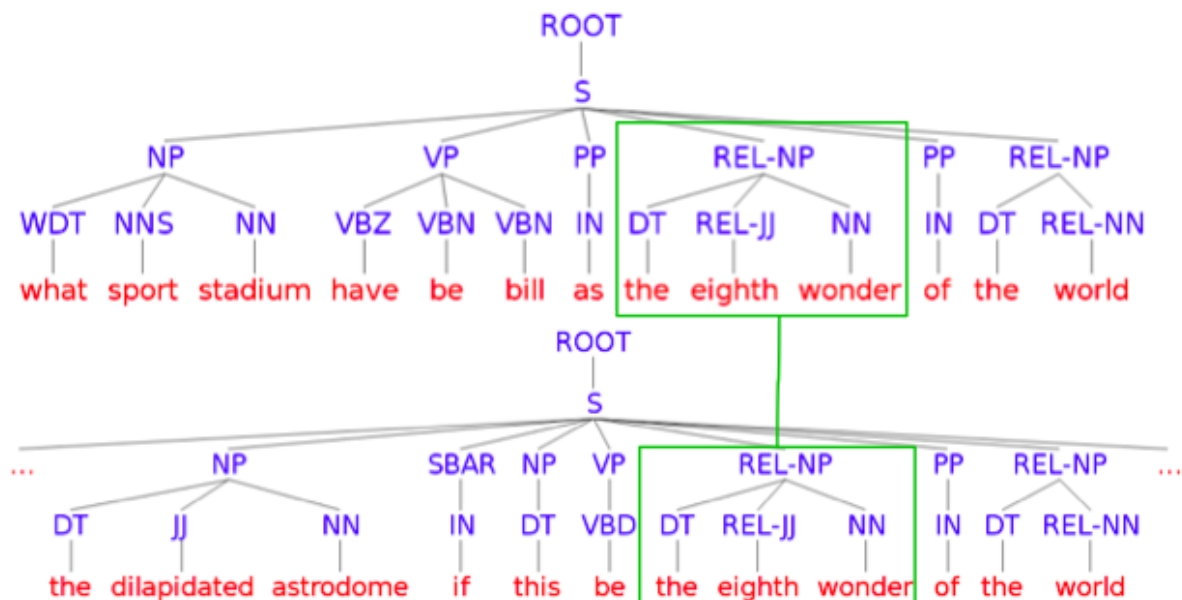 ROOT
S
NP VP PP REL-NP PP REL-NP
WDT NNS NN VBZ VBN VBN IN DT REL-JJ NN IN DT REL-NN
what sport stadium have be bill as the eighth wonder of the world
ROOT
S
... NP SBAR NP VP REL-NP PP REL-NP ...
DT JJ NN IN DT VBD DT REL-JJ NN IN DT REL-NN
the dilapidated astrodome if this be the eighth wonder of the world